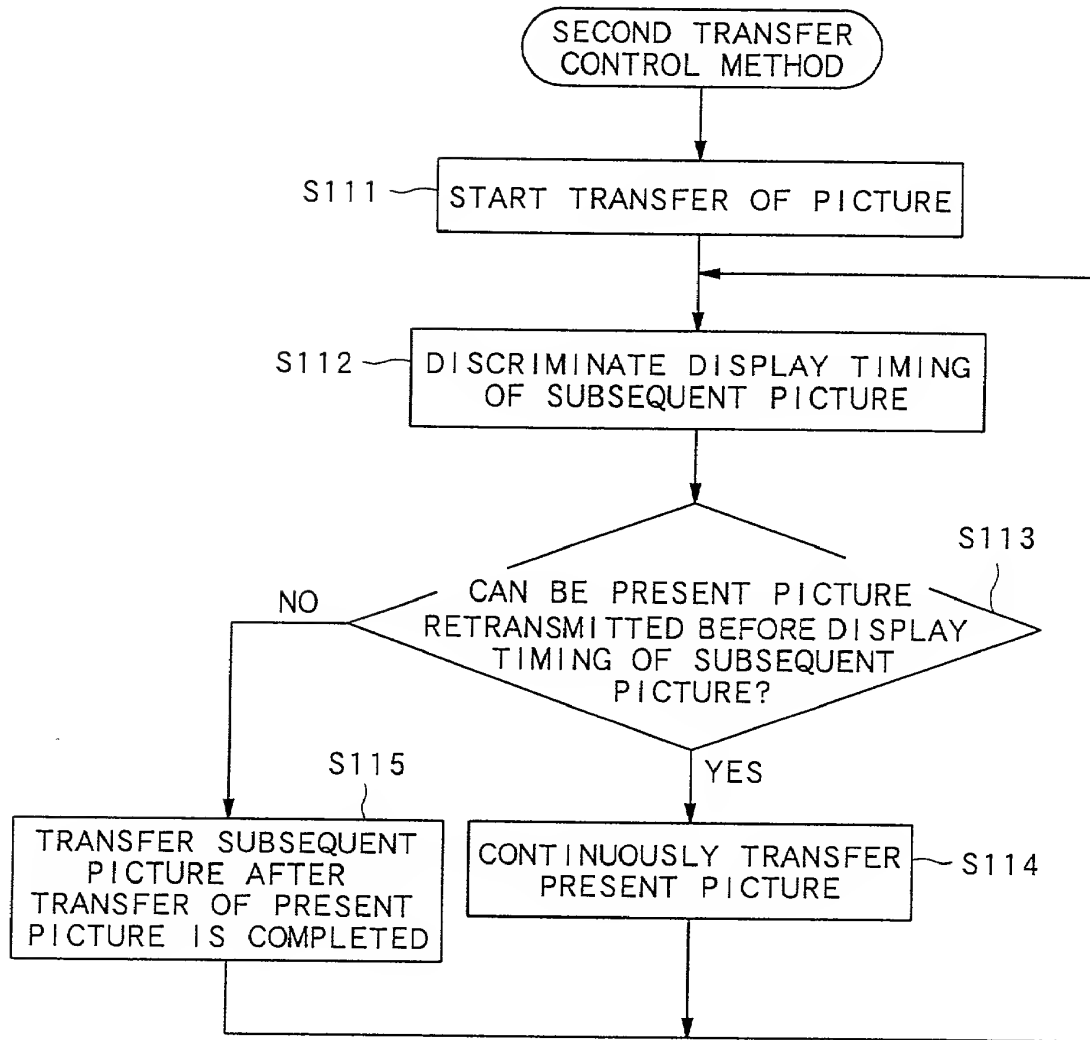 SECOND TRANSFER
CONTROL METHOD
S111
START TRANSFER OF PICTURE
S112
DISCRIMINATE DISPLAY TIMING
OF SUBSEQUENT PICTURE
S113
CAN BE PRESENT PICTURE
RETRANSMITTED BEFORE DISPLAY
TIMING OF SUBSEQUENT
PICTURE?
NO
YES
S115
TRANSFER SUBSEQUENT
PICTURE AFTER
TRANSFER OF PRESENT
PICTURE IS COMPLETED
CONTINUOUSLY TRANSFER
PRESENT PICTURE
S114